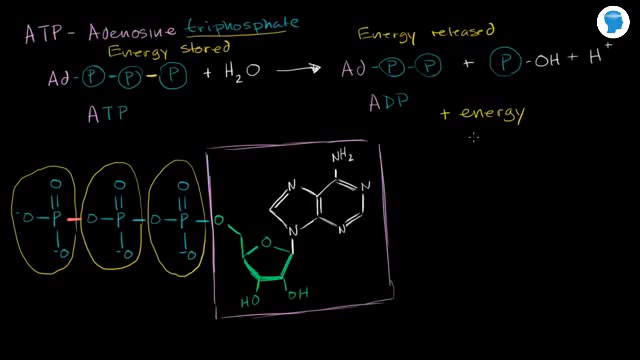 ATP - Adenosine triphosphate
Energy stored
Energy released
Ad - P - P - P + H2O → Ad - P - P + P - OH + H+
ATP
ADP
+ energy
O O O NH2
-O P O P O P O N N
-O -O -O N N
O
HO OH